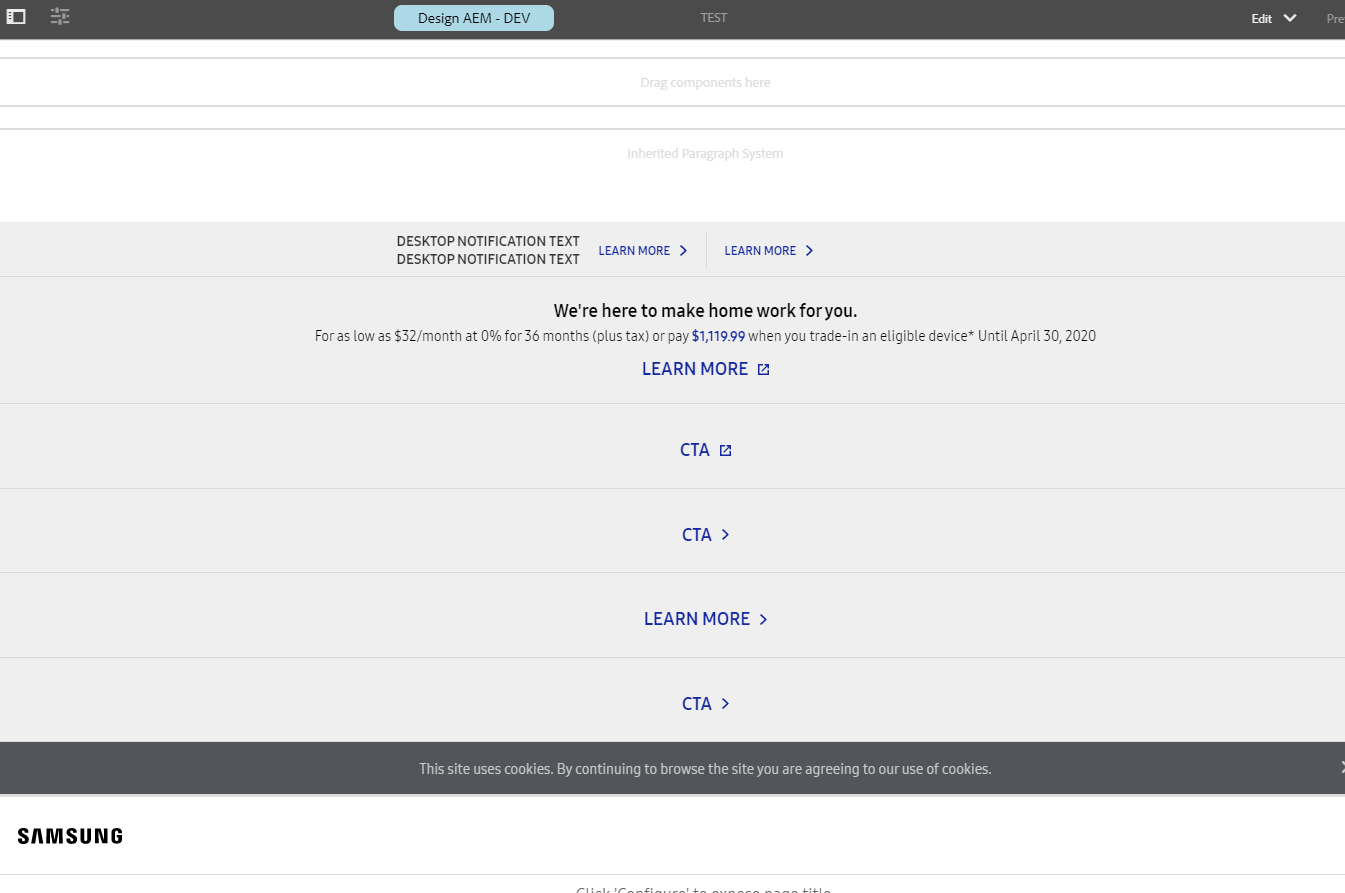 Design AEM - DEV
TEST
Edit
Pre
Drag components here
Inherited Paragraph System
DESKTOP NOTIFICATION TEXT
DESKTOP NOTIFICATION TEXT
LEARN MORE
LEARN MORE
We're here to make home work for you.
For as low as $32/month at 0% for 36 months (plus tax) or pay $1,119.99 when you trade-in an eligible device* Until April 30, 2020
LEARN MORE
CTA
CTA
LEARN MORE
CTA
This site uses cookies. By continuing to browse the site you are agreeing to our use of cookies.
SAMSUNG
Click 'Configure' to expose page title